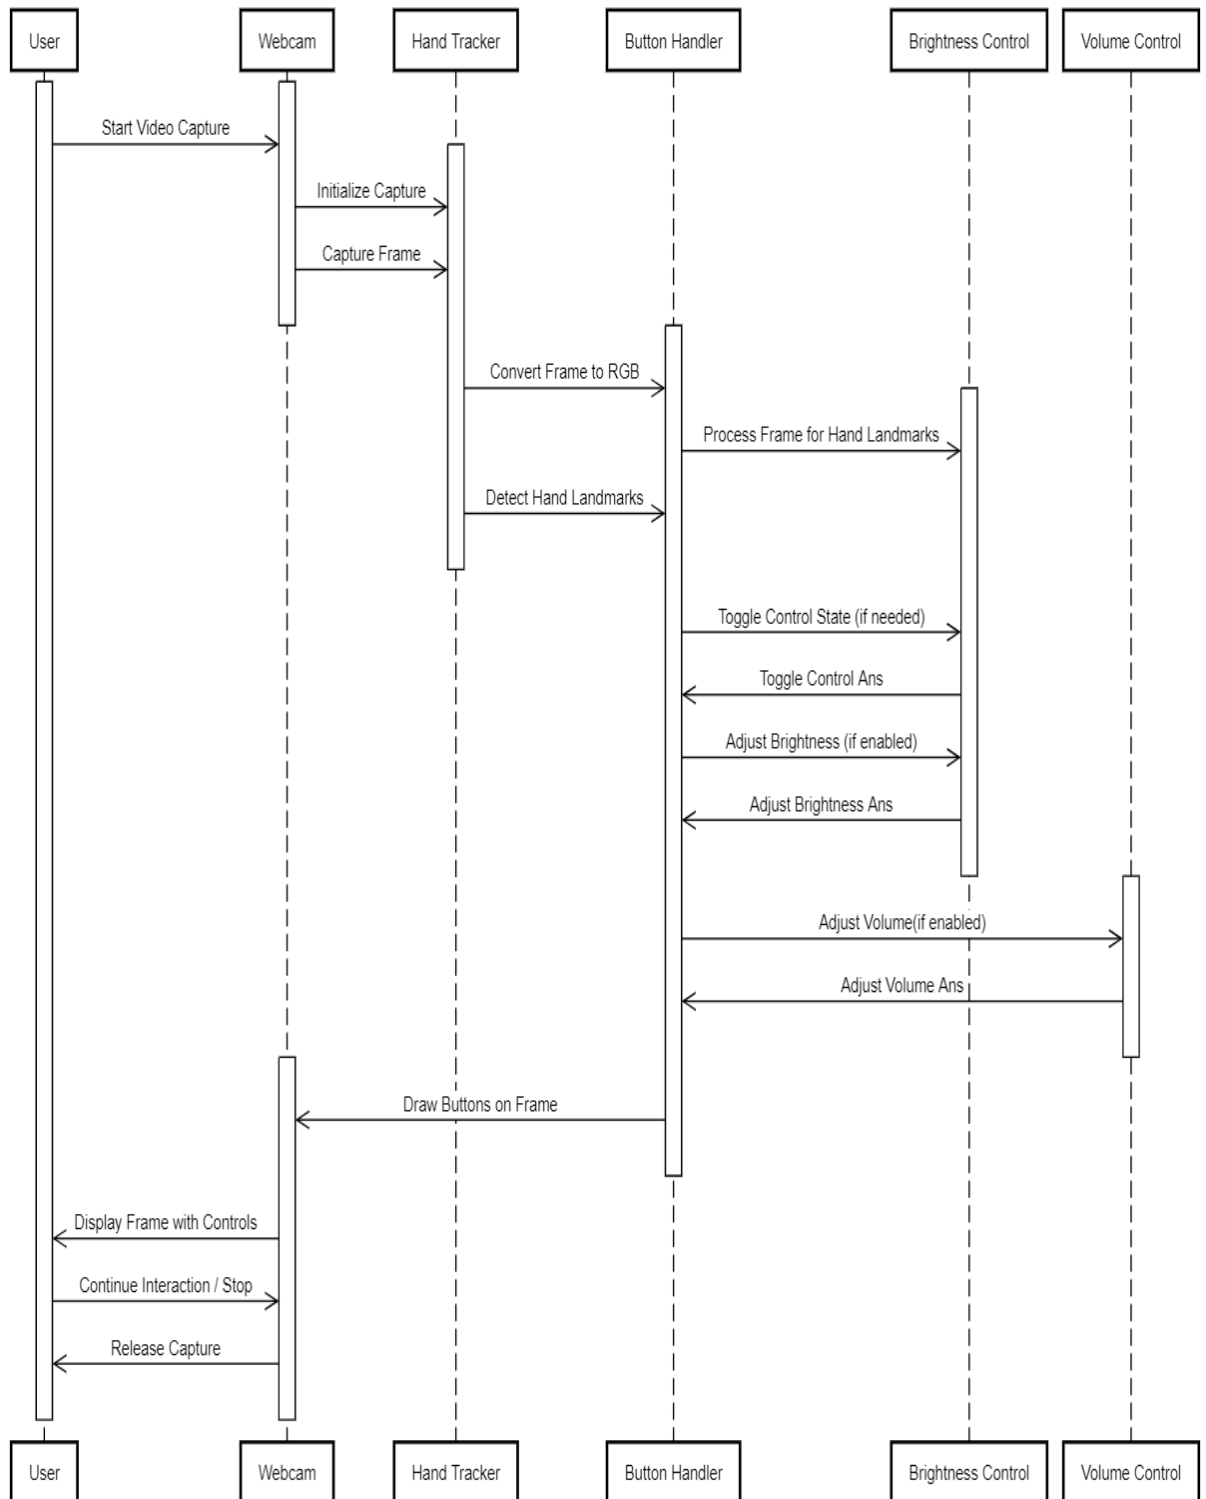 User
Webcam
Hand Tracker
Button Handler
Brightness Control
Volume Control
Start Video Capture
Initialize Capture
Capture Frame
Convert Frame to RGB
Process Frame for Hand Landmarks
Detect Hand Landmarks
Toggle Control State (if needed)
Toggle Control Ans
Adjust Brightness (if enabled)
Adjust Brightness Ans
Adjust Volume(if enabled)
Adjust Volume Ans
Draw Buttons on Frame
Display Frame with Controls
Continue Interaction / Stop
Release Capture
User
Webcam
Hand Tracker
Button Handler
Brightness Control
Volume Control